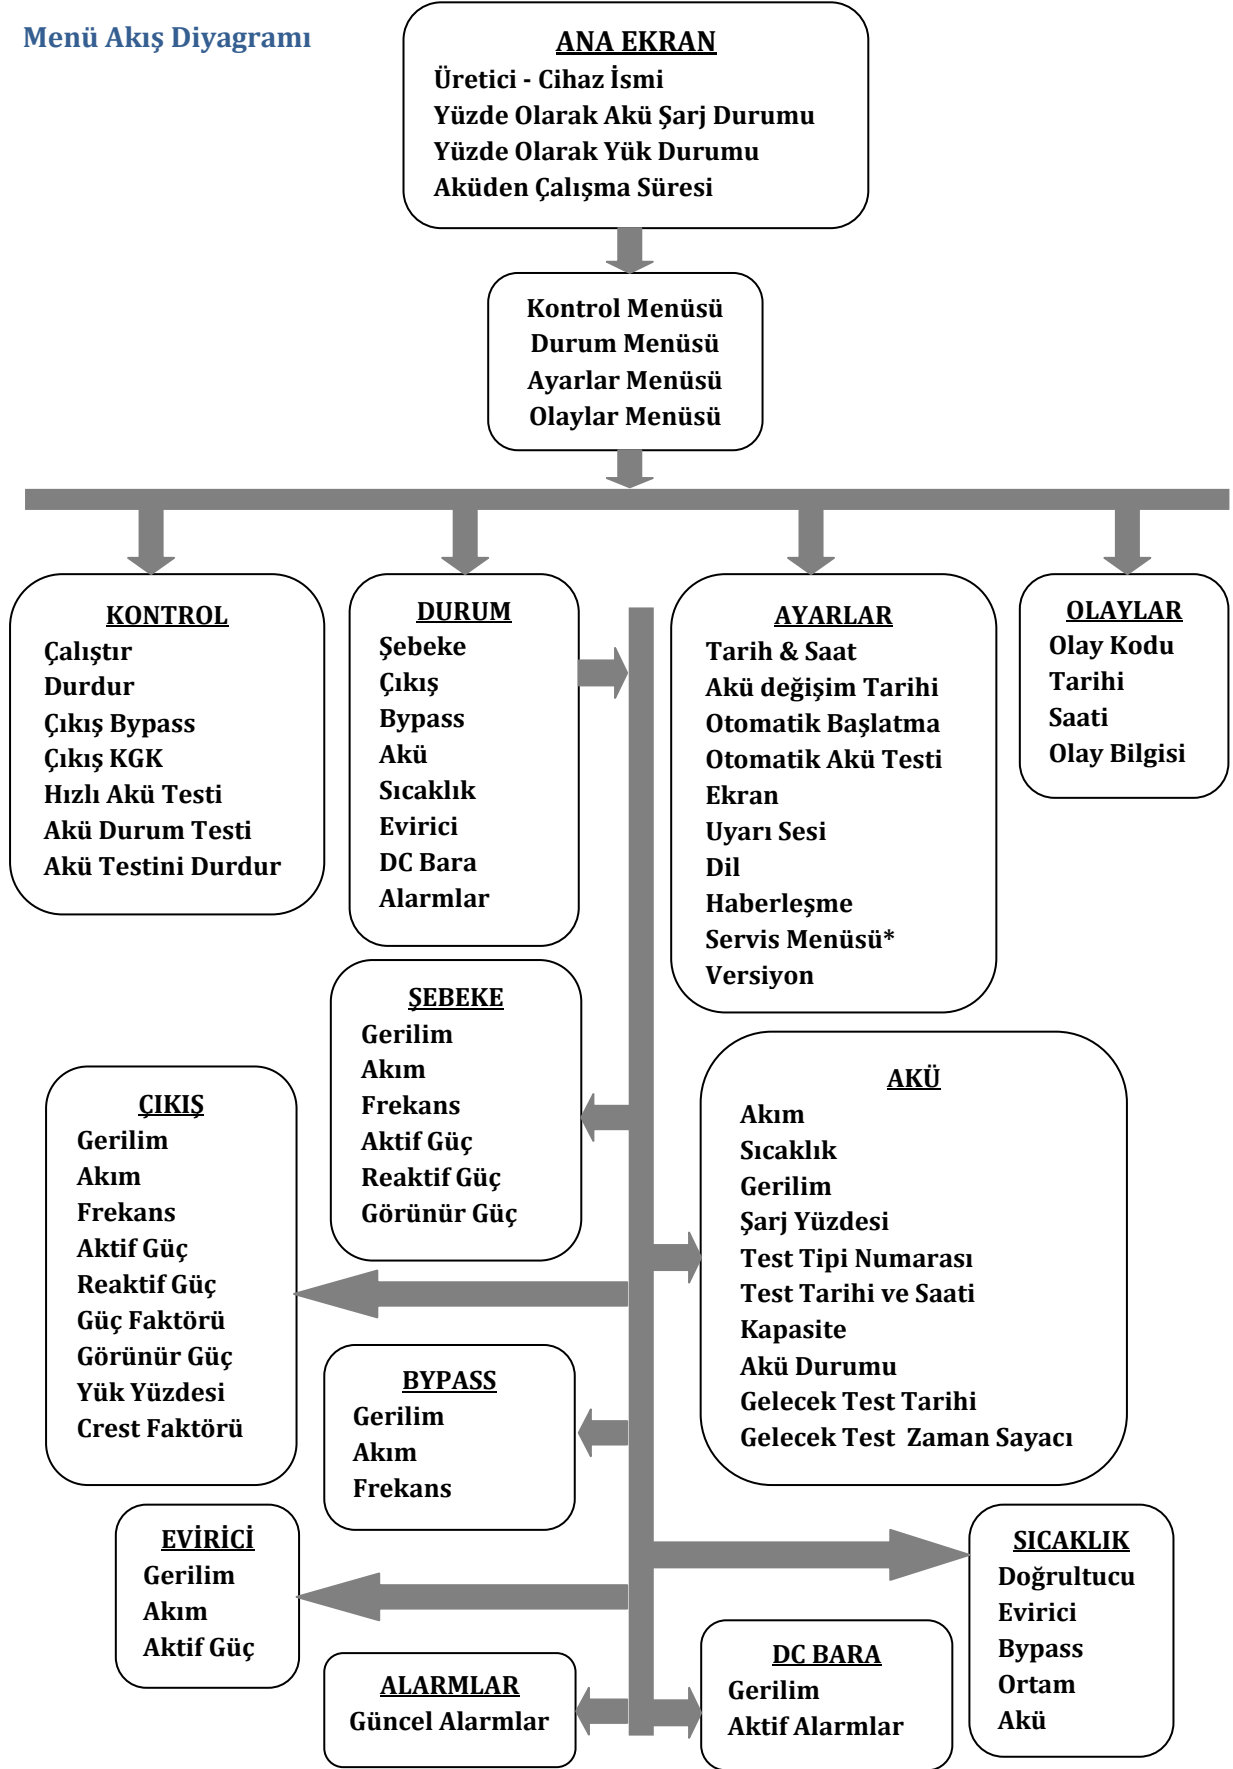 Menü Akış Diyagramı
ANA EKRAN
Üretici - Cihaz İsmi
Yüzde Olarak Akü Şarj Durumu
Yüzde Olarak Yük Durumu
Aküden Çalışma Süresi
Kontrol Menüsü
Durum Menüsü
Ayarlar Menüsü
Olaylar Menüsü
KONTROL
Çalıştır
Durdur
Çıkış Bypass
Çıkış KGK
Hızlı Akü Testi
Akü Durum Testi
Akü Testini Durdur
DURUM
Şebeke
Çıkış
Bypass
Akü
Sıcaklık
Evirici
DC Bara
Alarmlar
AYARLAR
Tarih & Saat
Akü değişim Tarihi
Otomatik Başlatma
Otomatik Akü Testi
Ekran
Uyarı Sesi
Dil
Haberleşme
Servis Menüsü*
Versiyon
OLAYLAR
Olay Kodu
Tarihi
Saati
Olay Bilgisi
ŞEBEKE
Gerilim
Akım
Frekans
Aktif Güç
Reaktif Güç
Görünür Güç
ÇIKIŞ
Gerilim
Akım
Frekans
Aktif Güç
Reaktif Güç
Güç Faktörü
Görünür Güç
Yük Yüzdesi
Crest Faktörü
AKÜ
Akım
Sıcaklık
Gerilim
Şarj Yüzdesi
Test Tipi Numarası
Test Tarihi ve Saati
Kapasite
Akü Durumu
Gelecek Test Tarihi
Gelecek Test  Zaman Sayacı
BYPASS
Gerilim
Akım
Frekans
EVİRİCİ
Gerilim
Akım
Aktif Güç
SICAKLIK
Doğrultucu
Evirici
Bypass
Ortam
Akü
ALARMLAR
Güncel Alarmlar
DC BARA
Gerilim
Aktif Alarmlar